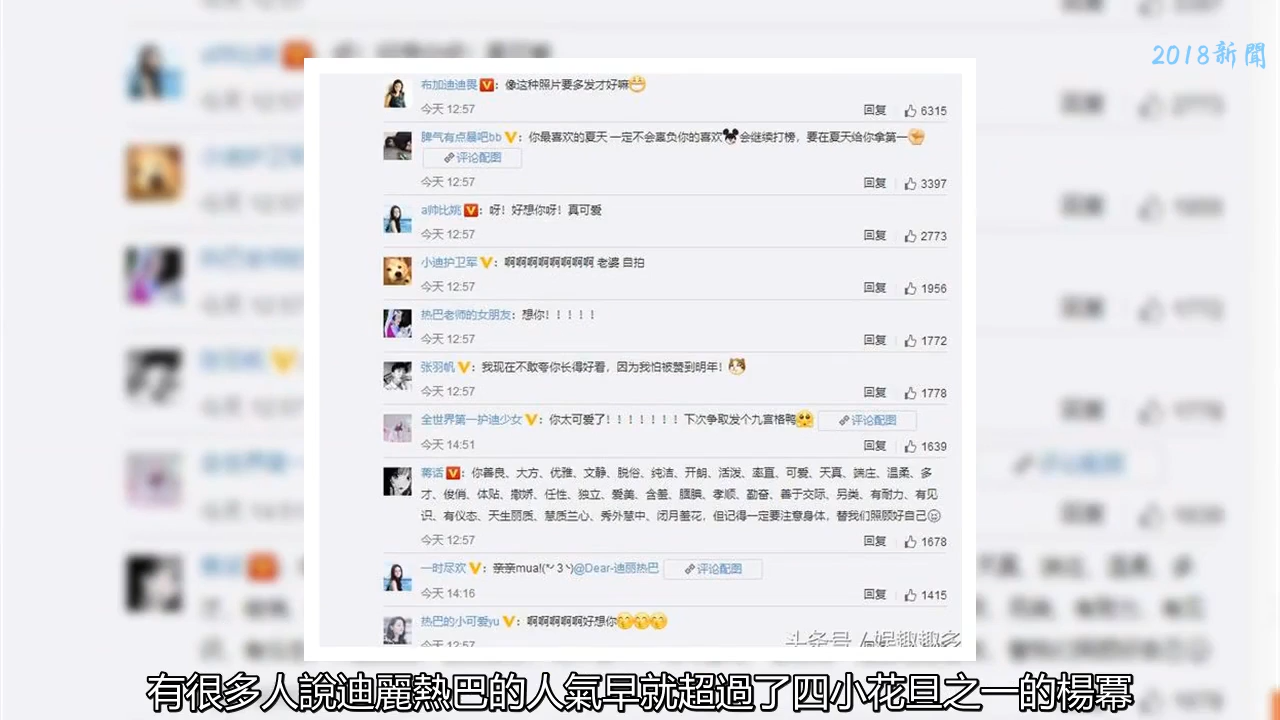 2018新聞
布加迪迪畏：像这种照片要多发才好嘛
今天 12:57
回复 6315
脾气有点晨吧bb：你最喜欢的夏天 一定不会辜负你的喜欢 会继续打榜，要在夏天给你拿第一
评论配图
今天 12:57
回复 3397
a帅比姚：呀！好想你呀！真可爱
今天 12:57
回复 2773
小迪护卫军：啊啊啊啊啊啊啊啊 老婆 自拍
今天 12:57
回复 1956
热巴老师的女朋友：想你！！！！！
今天 12:57
回复 1772
张羽帆：我现在不敢夸你长得好看，因为我怕被赞到明年！
今天 12:57
回复 1778
全世界第一护迪少女：你太可爱了！！！！！！！下次争取发个九宫格鸭 评论配图
今天 14:51
回复 1639
蒋话：你善良、大方、优雅、文静、脱俗、纯洁、开朗、活泼、率直、可爱、天真、端庄、温柔、多
才、俊俏、体贴、撒娇、任性、独立、爱美、含羞、腼腆、孝顺、勤奋、善于交际、另类、有耐力、有见
识、有仪态、天生丽质、慧质兰心、秀外慧中、闭月羞花，但记得一定要注意身体，替我们照顾好自己
今天 12:57
回复 1678
一时尽欢：亲亲mua!(*╯3╰)@Dear-迪丽热巴 评论配图
今天 14:16
回复 1415
热巴的小可爱yu：啊啊啊啊啊好想你
今天 12:57
头条号 / 娱趣趣多
有很多人說迪麗熱巴的人氣早就超過了四小花旦之一的楊冪